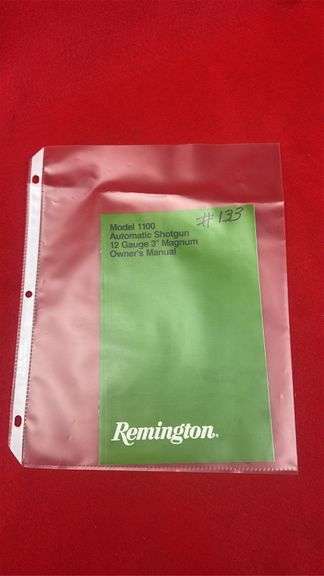 Model 1100
Automatic Shotgun
12 Gauge 3" Magnum
Owner's Manual
#133
Remington.